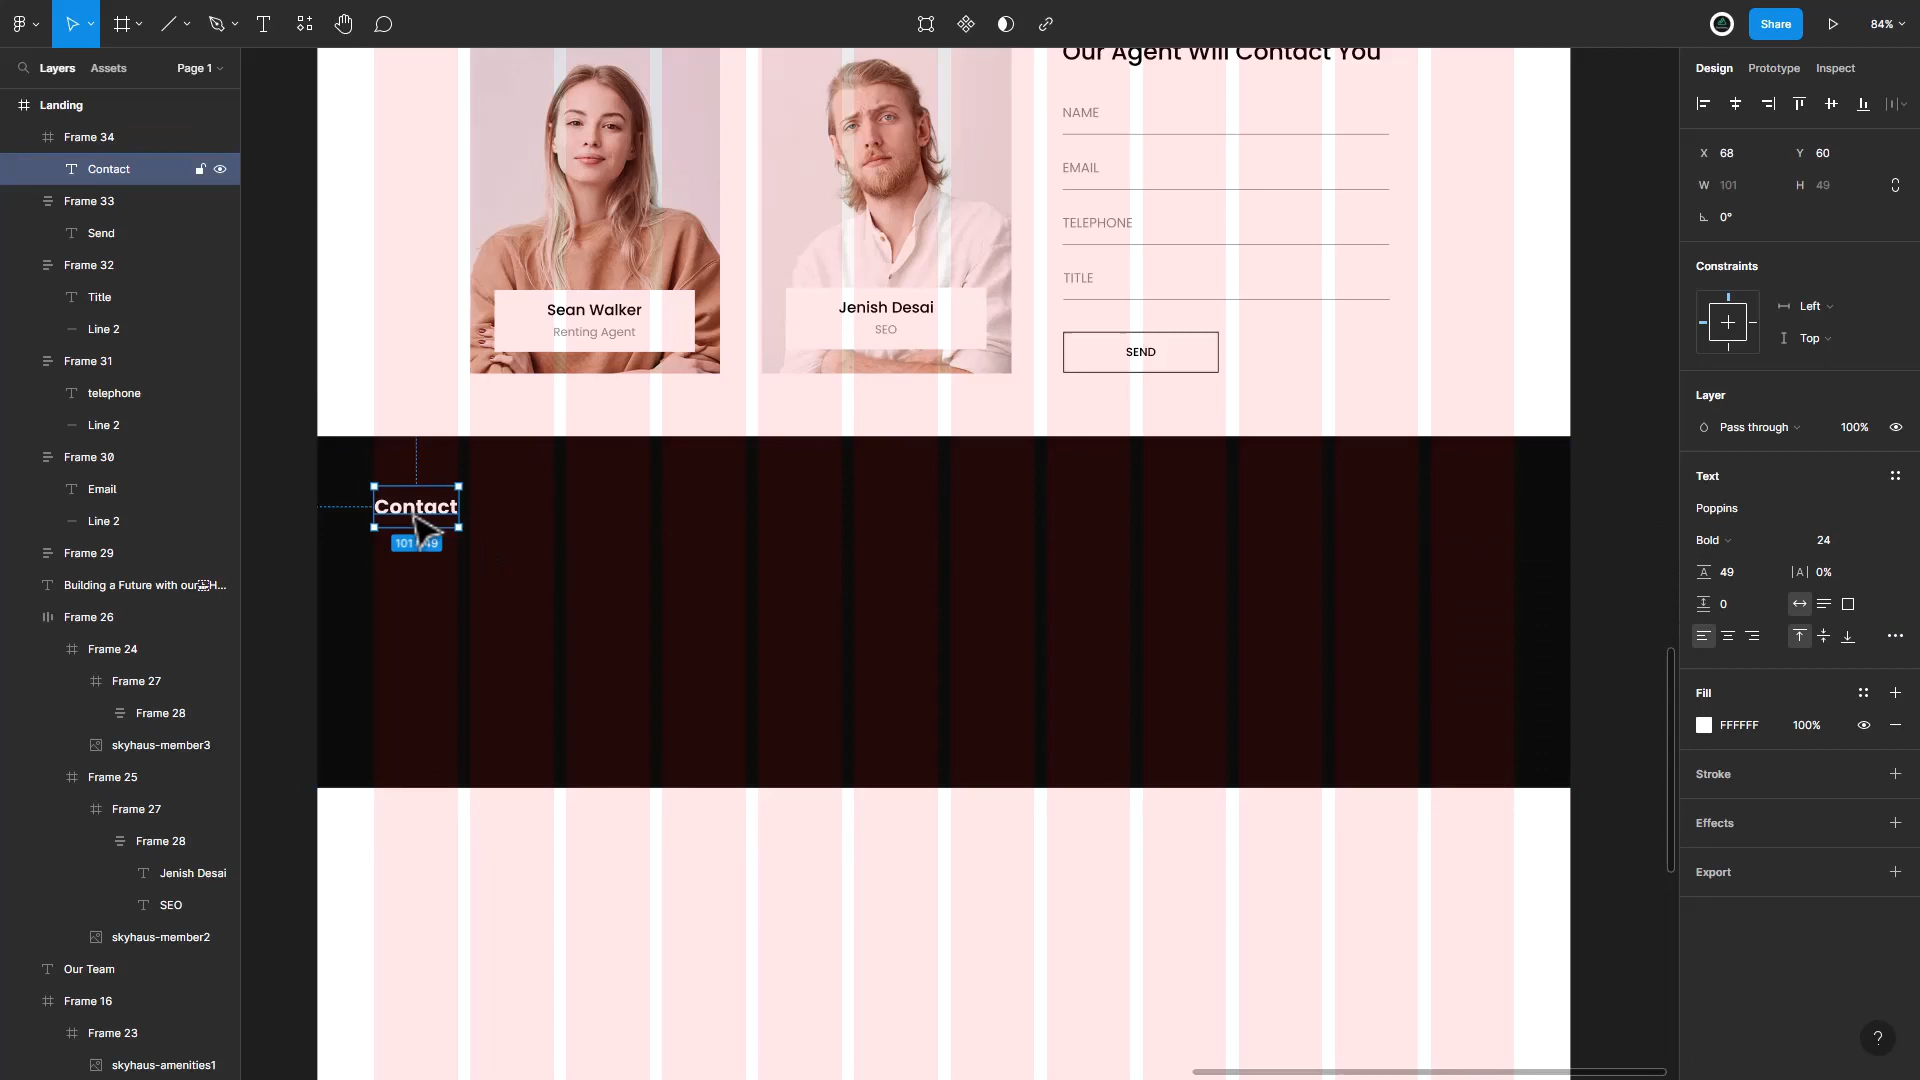 Share
84%
Layers
Assets
Page 1
Landing
Frame 34
Contact
Frame 33
Send
Frame 32
Title
Line 2
Frame 31
telephone
Line 2
Frame 30
Email
Line 2
Frame 29
Building a Future with our H...
Frame 26
Frame 24
Frame 27
Frame 28
skyhaus-member3
Frame 25
Frame 27
Frame 28
Jenish Desai
SEO
skyhaus-member2
Our Team
Frame 16
Frame 23
skyhaus-amenities1
Our Agent Will Contact You
NAME
EMAIL
TELEPHONE
TITLE
SEND
Sean Walker
Renting Agent
Jenish Desai
SEO
Contact
Design
Prototype
Inspect
X 68
Y 60
W 101
H 49
0°
Constraints
Left
Top
Layer
Pass through
100%
Text
Poppins
Bold
24
49
0%
0
Fill
FFFFFF
100%
Stroke
Effects
Export
?